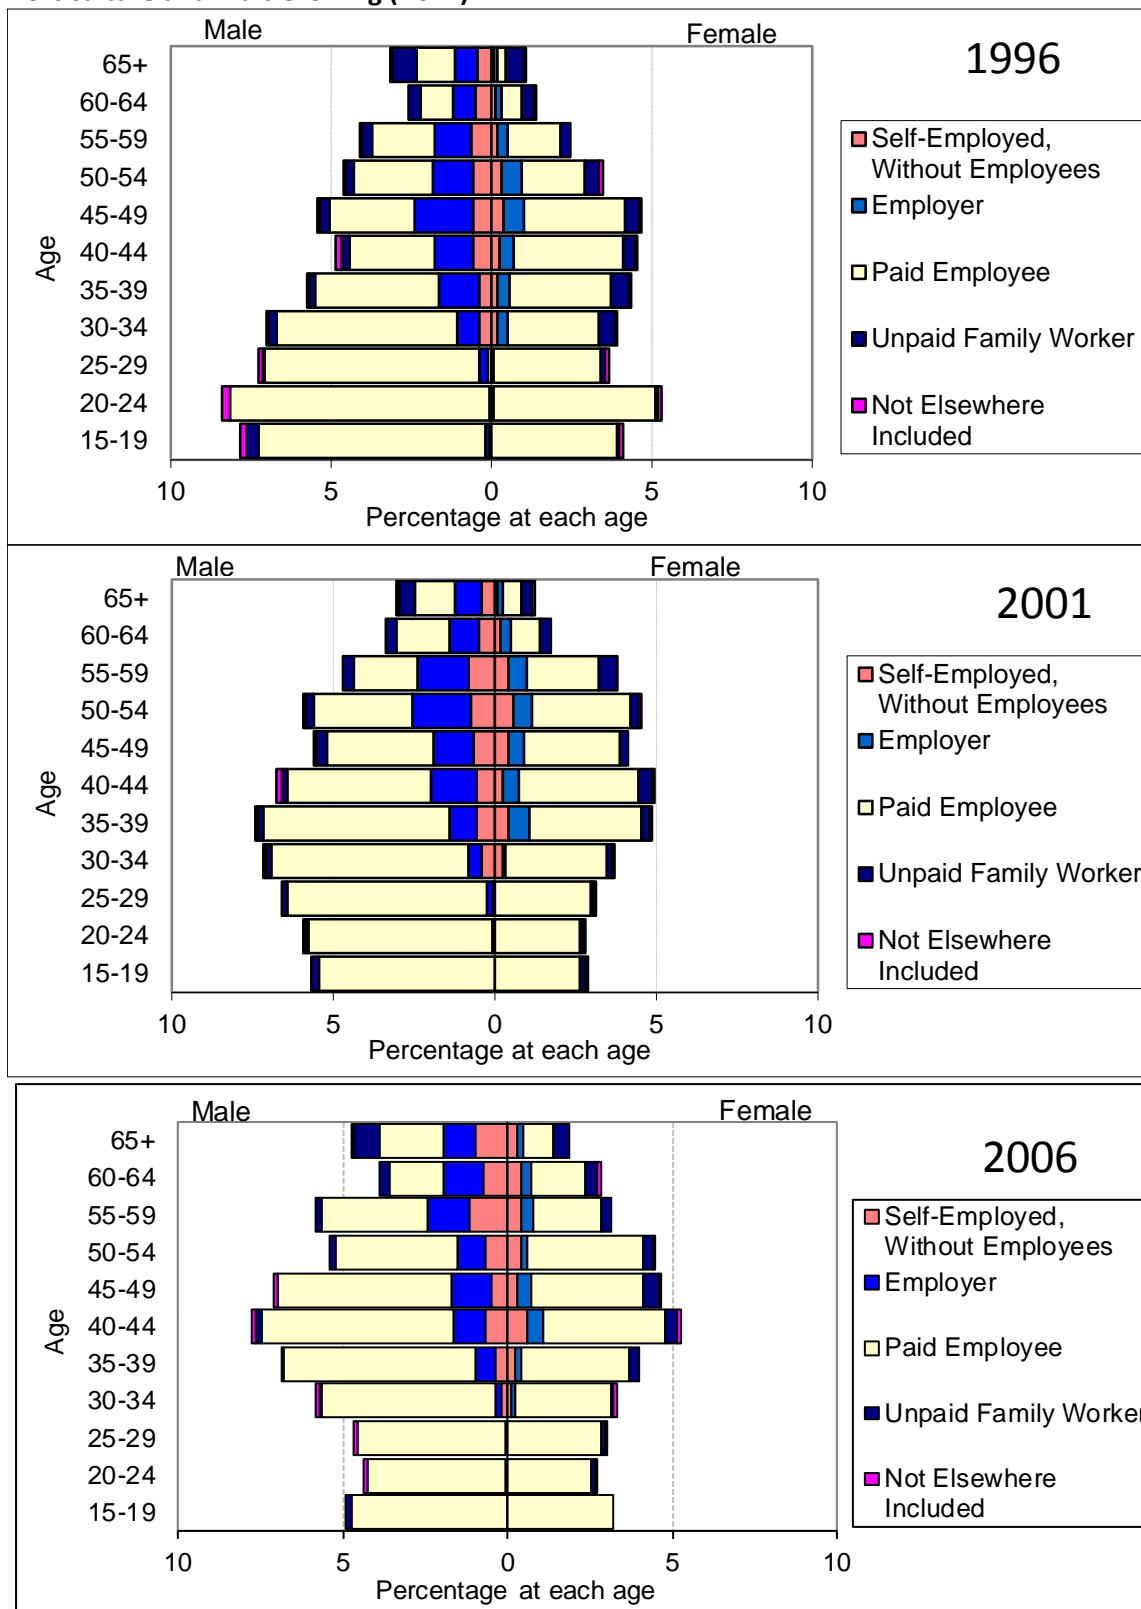 Male
Female
1996
65+
60-64
55-59
50-54
45-49
40-44
35-39
30-34
25-29
20-24
15-19
Age
10 5 0 5 10
Percentage at each age
Self-Employed,
Without Employees
Employer
Paid Employee
Unpaid Family Worker
Not Elsewhere
Included
Male
Female
2001
65+
60-64
55-59
50-54
45-49
40-44
35-39
30-34
25-29
20-24
15-19
Age
10 5 0 5 10
Percentage at each age
Self-Employed,
Without Employees
Employer
Paid Employee
Unpaid Family Worker
Not Elsewhere
Included
Male
Female
2006
65+
60-64
55-59
50-54
45-49
40-44
35-39
30-34
25-29
20-24
15-19
Age
10 5 0 5 10
Percentage at each age
Self-Employed,
Without Employees
Employer
Paid Employee
Unpaid Family Worker
Not Elsewhere
Included